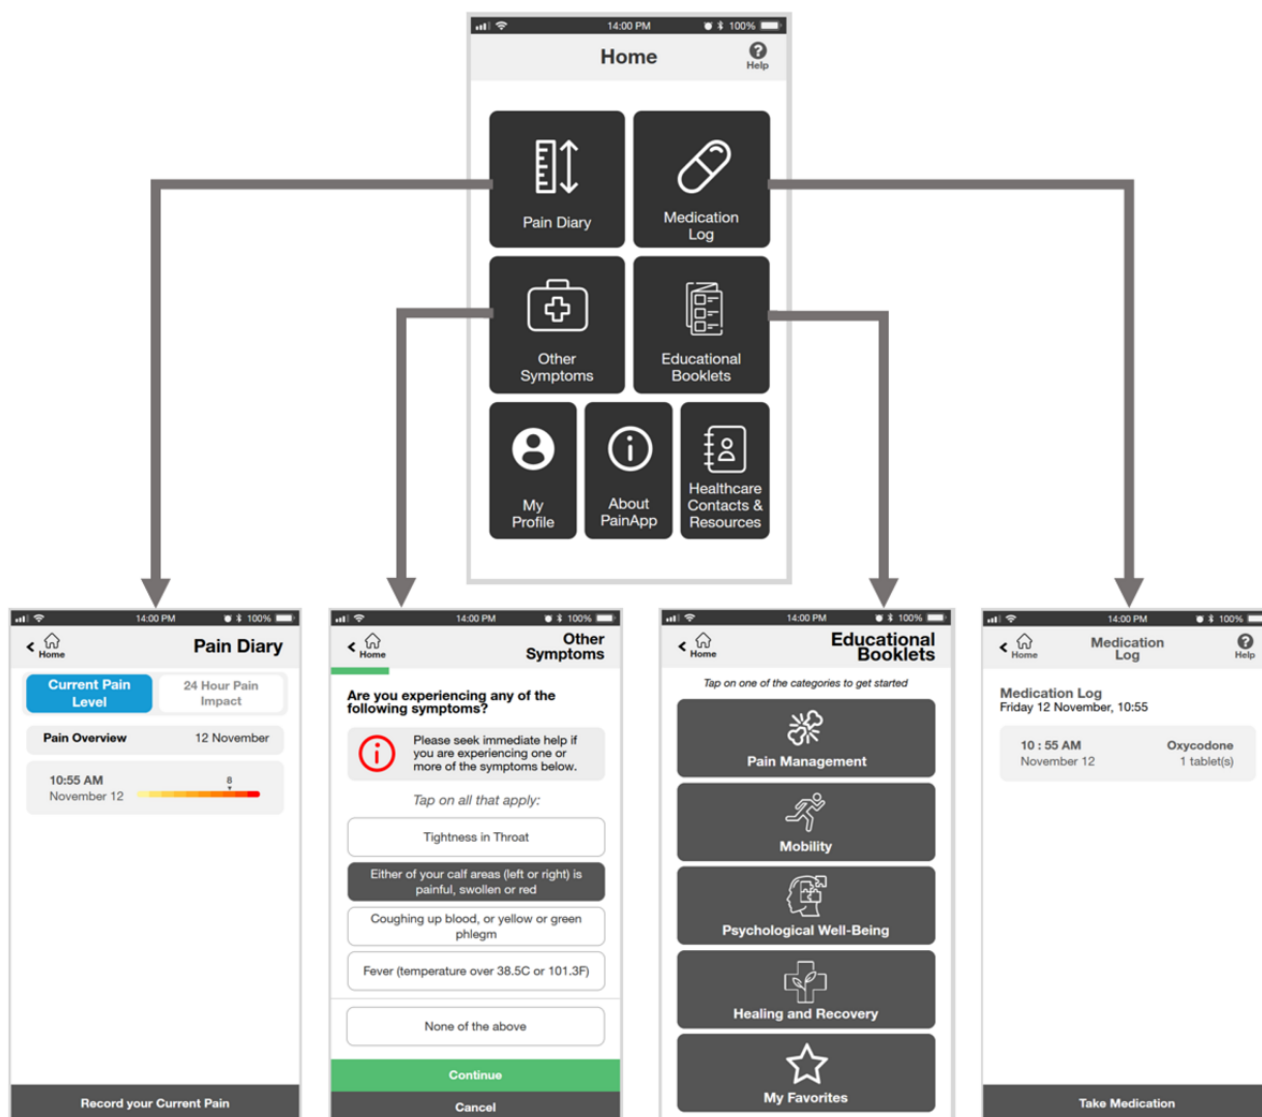 14:00 PM
100%
Home
Help
Pain Diary
Medication
Log
Other
Symptoms
Educational
Booklets
My
Profile
About
PainApp
Healthcare
Contacts &
Resources
14:00 PM
100%
Home
Pain Diary
Current Pain
Level
24 Hour Pain
Impact
Pain Overview
12 November
10:55 AM
8
November 12
Record your Current Pain
14:00 PM
100%
Home
Other
Symptoms
Are you experiencing any of the
following symptoms?
Please seek immediate help if
you are experiencing one or
more of the symptoms below.
Tap on all that apply:
Tightness in Throat
Either of your calf areas (left or right) is
painful, swollen or red
Coughing up blood, or yellow or green
phlegm
Fever (temperature over 38.5C or 101.3F)
None of the above
Continue
Cancel
14:00 PM
100%
Home
Educational
Booklets
Tap on one of the categories to get started
Pain Management
Mobility
Psychological Well-Being
Healing and Recovery
My Favorites
14:00 PM
100%
Home
Medication
Log
Help
Medication Log
Friday 12 November, 10:55
10 : 55 AM
Oxycodone
November 12
1 tablet(s)
Take Medication